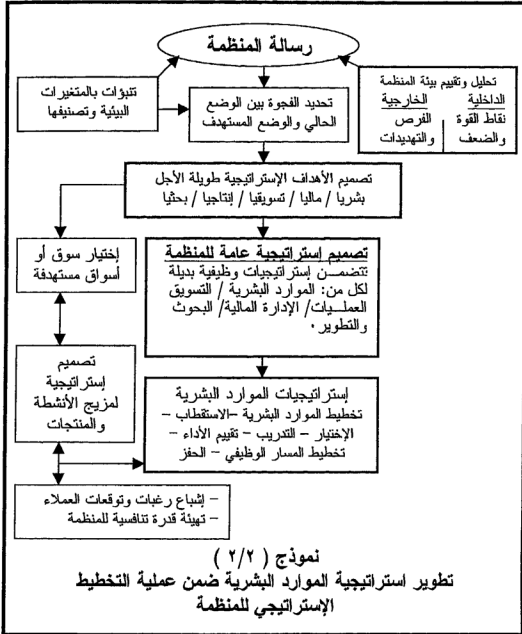 رسالة المنظمة
تحليل وتقييم بيئة المنظمة
الداخلية الخارجية
نقاط القوة الفرص
والضعف والتهديدات
تحديد الفجوة بين الوضع
الحالي والوضع المستهدف
تنبؤات بالمتغيرات
البيئية وتصنيفها
تصميم الأهداف الإستراتيجية طويلة الأجل
بشريا / ماليا / تسويقيا / إنتاجيا / بحثيا
تصميم إستراتيجية عامة للمنظمة
تتضمن إستراتيجيات وظيفية بديلة
لكل من: الموارد البشرية / التسويق
العمليات/ الإدارة المالية/ البحوث
والتطوير.
إختيار سوق أو
أسواق مستهدفة
تصميم
إستراتيجية
لمزيج الأنشطة
والمنتجات
إستراتيجيات الموارد البشرية
تخطيط الموارد البشرية –الاستقطاب –
الإختيار – التدريب – تقييم الأداء –
تخطيط المسار الوظيفي – الحفز
– إشباع رغبات وتوقعات العملاء
– تهيئة قدرة تنافسية للمنظمة
نموذج ( ٢/٢ )
تطوير استراتيجية الموارد البشرية ضمن عملية التخطيط
الإستراتيجي للمنظمة